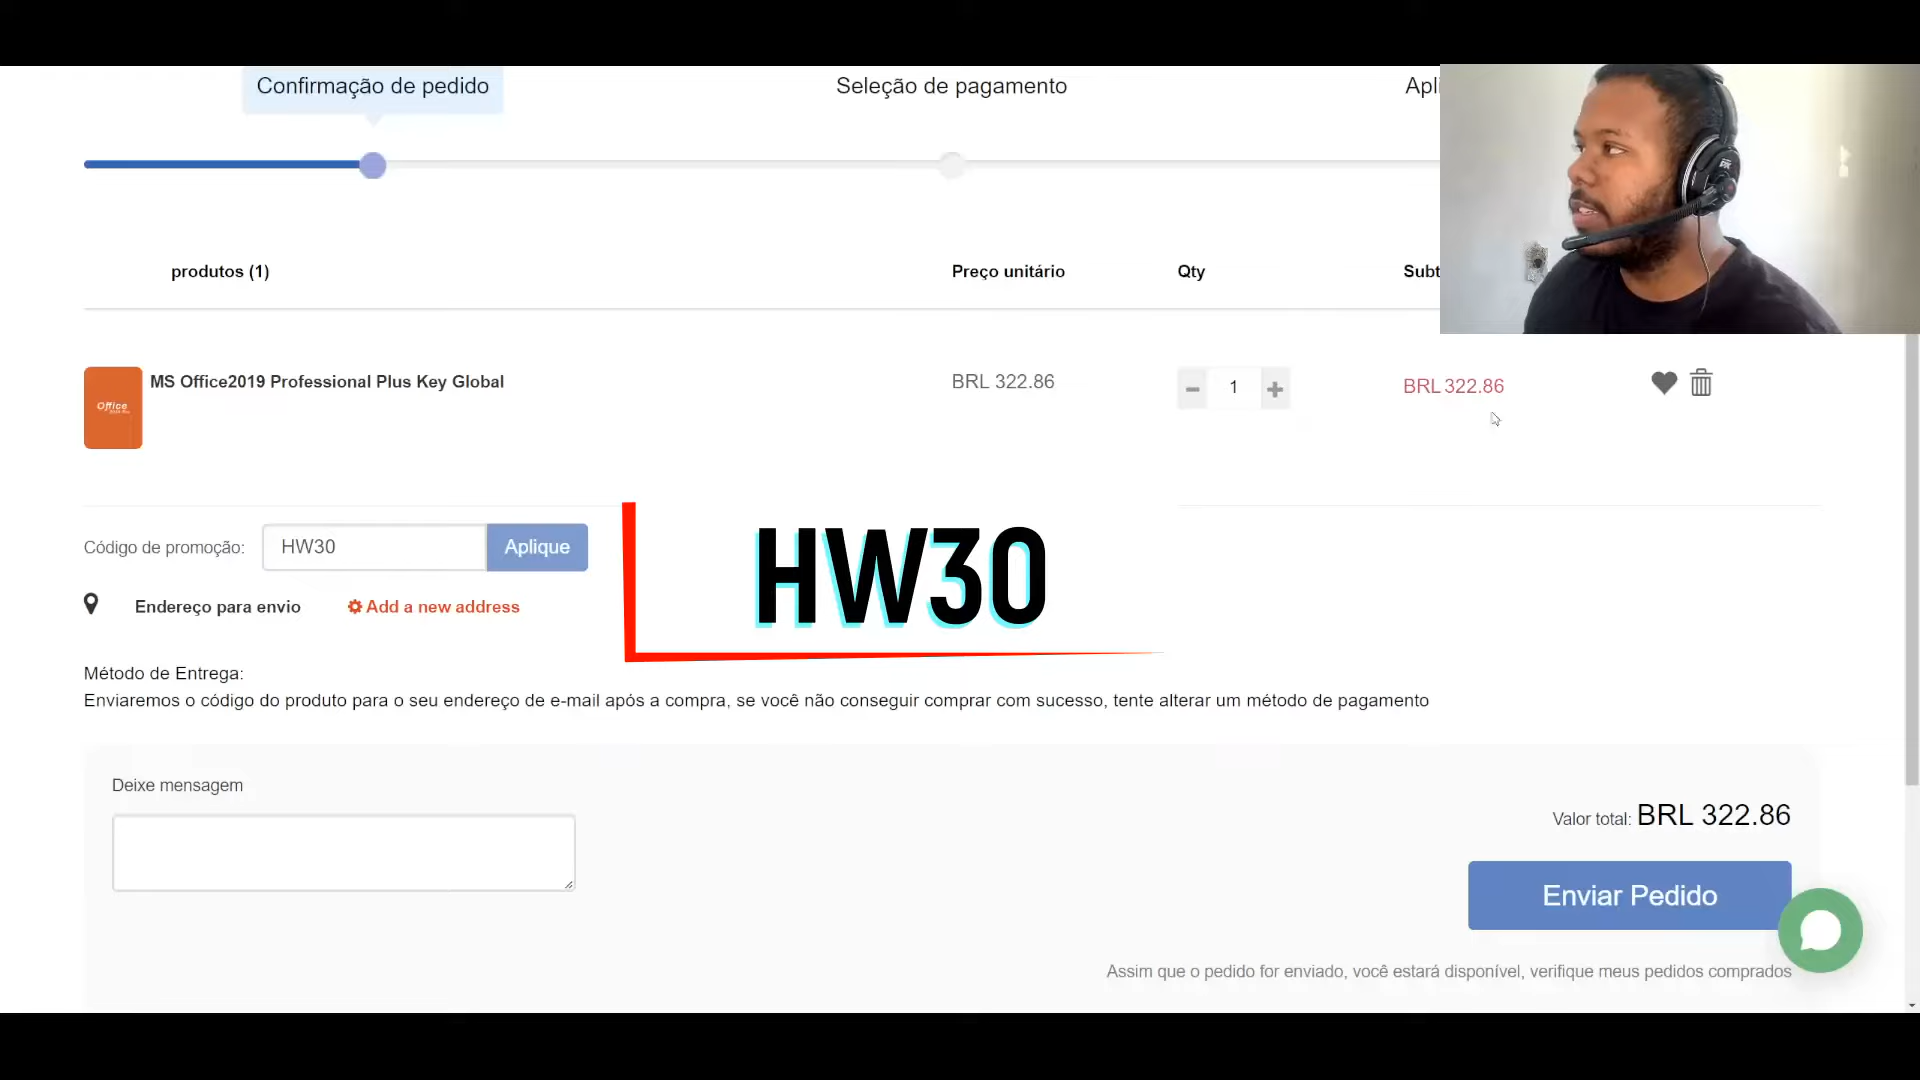 Confirmação de pedido
Seleção de pagamento
Apli
produtos (1)
Preço unitário
Qty
Subt
MS Office2019 Professional Plus Key Global
BRL 322.86
1
BRL 322.86
Office
Código de promoção:
HW30
Aplique
HW30
Endereço para envio
Add a new address
Método de Entrega:
Enviaremos o código do produto para o seu endereço de e-mail após a compra, se você não conseguir comprar com sucesso, tente alterar um método de pagamento
Deixe mensagem
Valor total: BRL 322.86
Enviar Pedido
Assim que o pedido for enviado, você estará disponível, verifique meus pedidos comprados